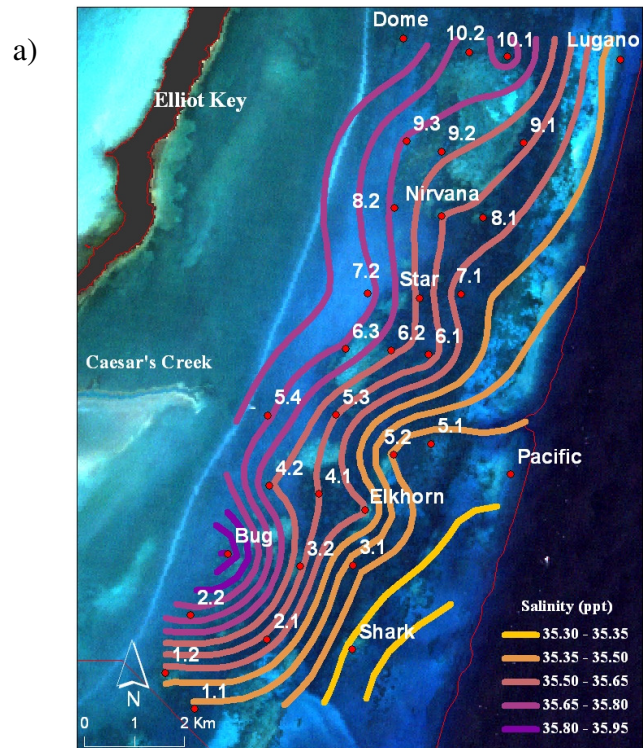 a)
Dome
10.2
10.1
Lugano
Elliot Key
9.3
9.2
9.1
8.2
Nirvana
8.1
7.2
Star
7.1
6.3
6.2
6.1
Caesar's Creek
5.4
5.3
5.2
5.1
Pacific
4.2
4.1
Elkhorn
Bug
3.2
3.1
2.2
2.1
Shark
1.2
1.1
N
0 1 2 Km
Salinity (ppt)
35.30 - 35.35
35.35 - 35.50
35.50 - 35.65
35.65 - 35.80
35.80 - 35.95